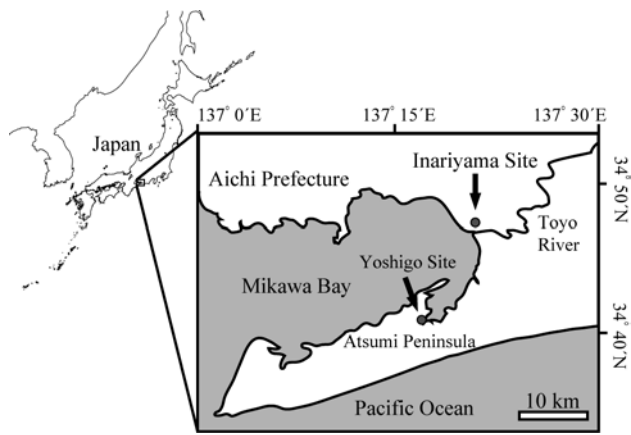 137° 0´E
137° 15´E
137° 30´E
Japan
Aichi Prefecture
Inariyama Site
34° 50´N
Toyo
River
Yoshigo Site
Mikawa Bay
Atsumi Peninsula
34° 40´N
Pacific Ocean
10 km